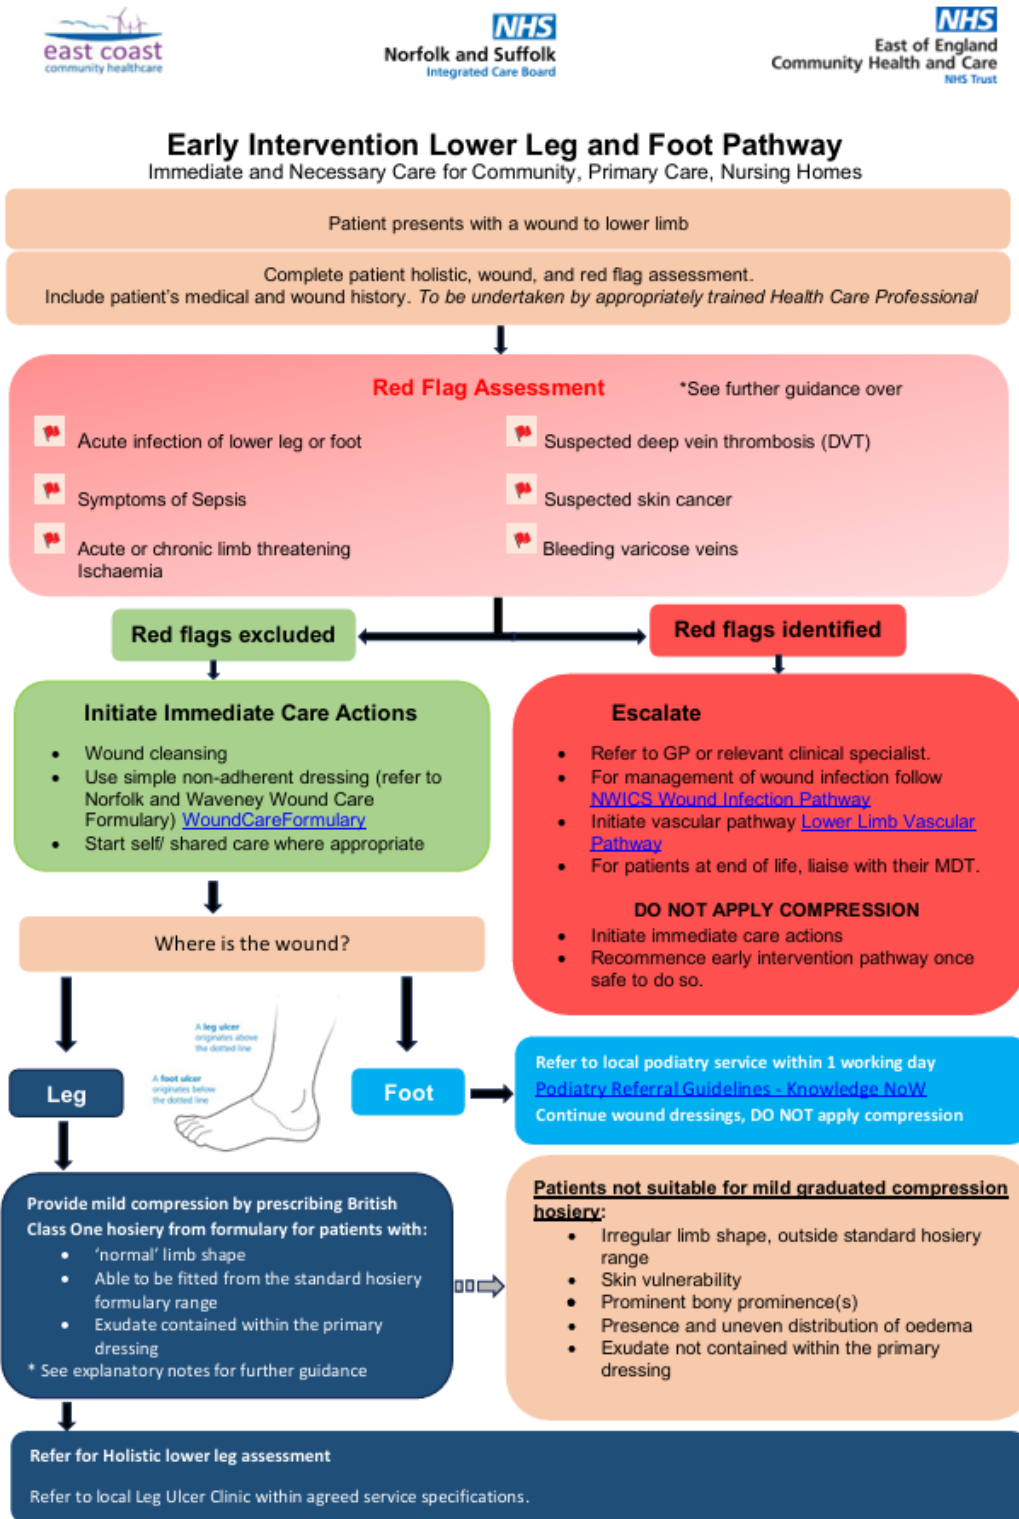 east coast
community healthcare
NHS
Norfolk and Suffolk
Integrated Care Board
NHS
East of England
Community Health and Care
NHS Trust
Early Intervention Lower Leg and Foot Pathway
Immediate and Necessary Care for Community, Primary Care, Nursing Homes
Patient presents with a wound to lower limb
Complete patient holistic, wound, and red flag assessment.
Include patient's medical and wound history. To be undertaken by appropriately trained Health Care Professional
Red Flag Assessment
*See further guidance over
Acute infection of lower leg or foot
Symptoms of Sepsis
Acute or chronic limb threatening
Ischaemia
Suspected deep vein thrombosis (DVT)
Suspected skin cancer
Bleeding varicose veins
Red flags excluded
Red flags identified
Initiate Immediate Care Actions
• Wound cleansing
• Use simple non-adherent dressing (refer to
Norfolk and Waveney Wound Care
Formulary) WoundCareFormulary
• Start self/ shared care where appropriate
Escalate
• Refer to GP or relevant clinical specialist.
• For management of wound infection follow
NWICS Wound Infection Pathway
• Initiate vascular pathway Lower Limb Vascular
Pathway
• For patients at end of life, liaise with their MDT.
DO NOT APPLY COMPRESSION
• Initiate immediate care actions
• Recommence early intervention pathway once
safe to do so.
Where is the wound?
A leg ulcer
originates above
the dotted line
A foot ulcer
originates below
the dotted line
Leg
Foot
Refer to local podiatry service within 1 working day
Podiatry Referral Guidelines - Knowledge NoW
Continue wound dressings, DO NOT apply compression
Provide mild compression by prescribing British
Class One hosiery from formulary for patients with:
• 'normal' limb shape
• Able to be fitted from the standard hosiery
formulary range
• Exudate contained within the primary
dressing
* See explanatory notes for further guidance
Patients not suitable for mild graduated compression
hosiery:
• Irregular limb shape, outside standard hosiery
range
• Skin vulnerability
• Prominent bony prominence(s)
• Presence and uneven distribution of oedema
• Exudate not contained within the primary
dressing
Refer for Holistic lower leg assessment
Refer to local Leg Ulcer Clinic within agreed service specifications.